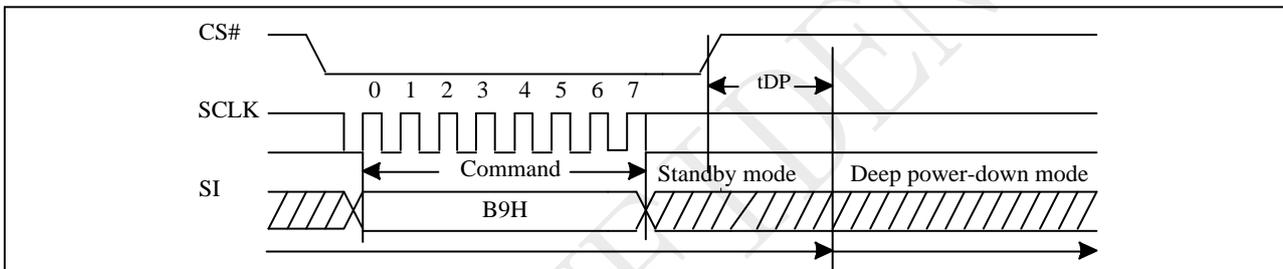 CS#
0 1 2 3 4 5 6 7
tDP
SCLK
Command
Standby mode
Deep power-down mode
SI
B9H